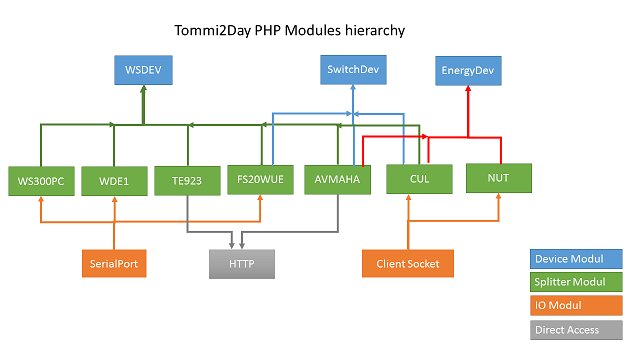 Tommi2Day PHP Modules hierarchy
WSDEV
SwitchDev
EnergyDev
WS300PC
WDE1
TE923
FS20WUE
AVMAHA
CUL
NUT
SerialPort
HTTP
Client Socket
Device Modul
Splitter Modul
IO Modul
Direct Access